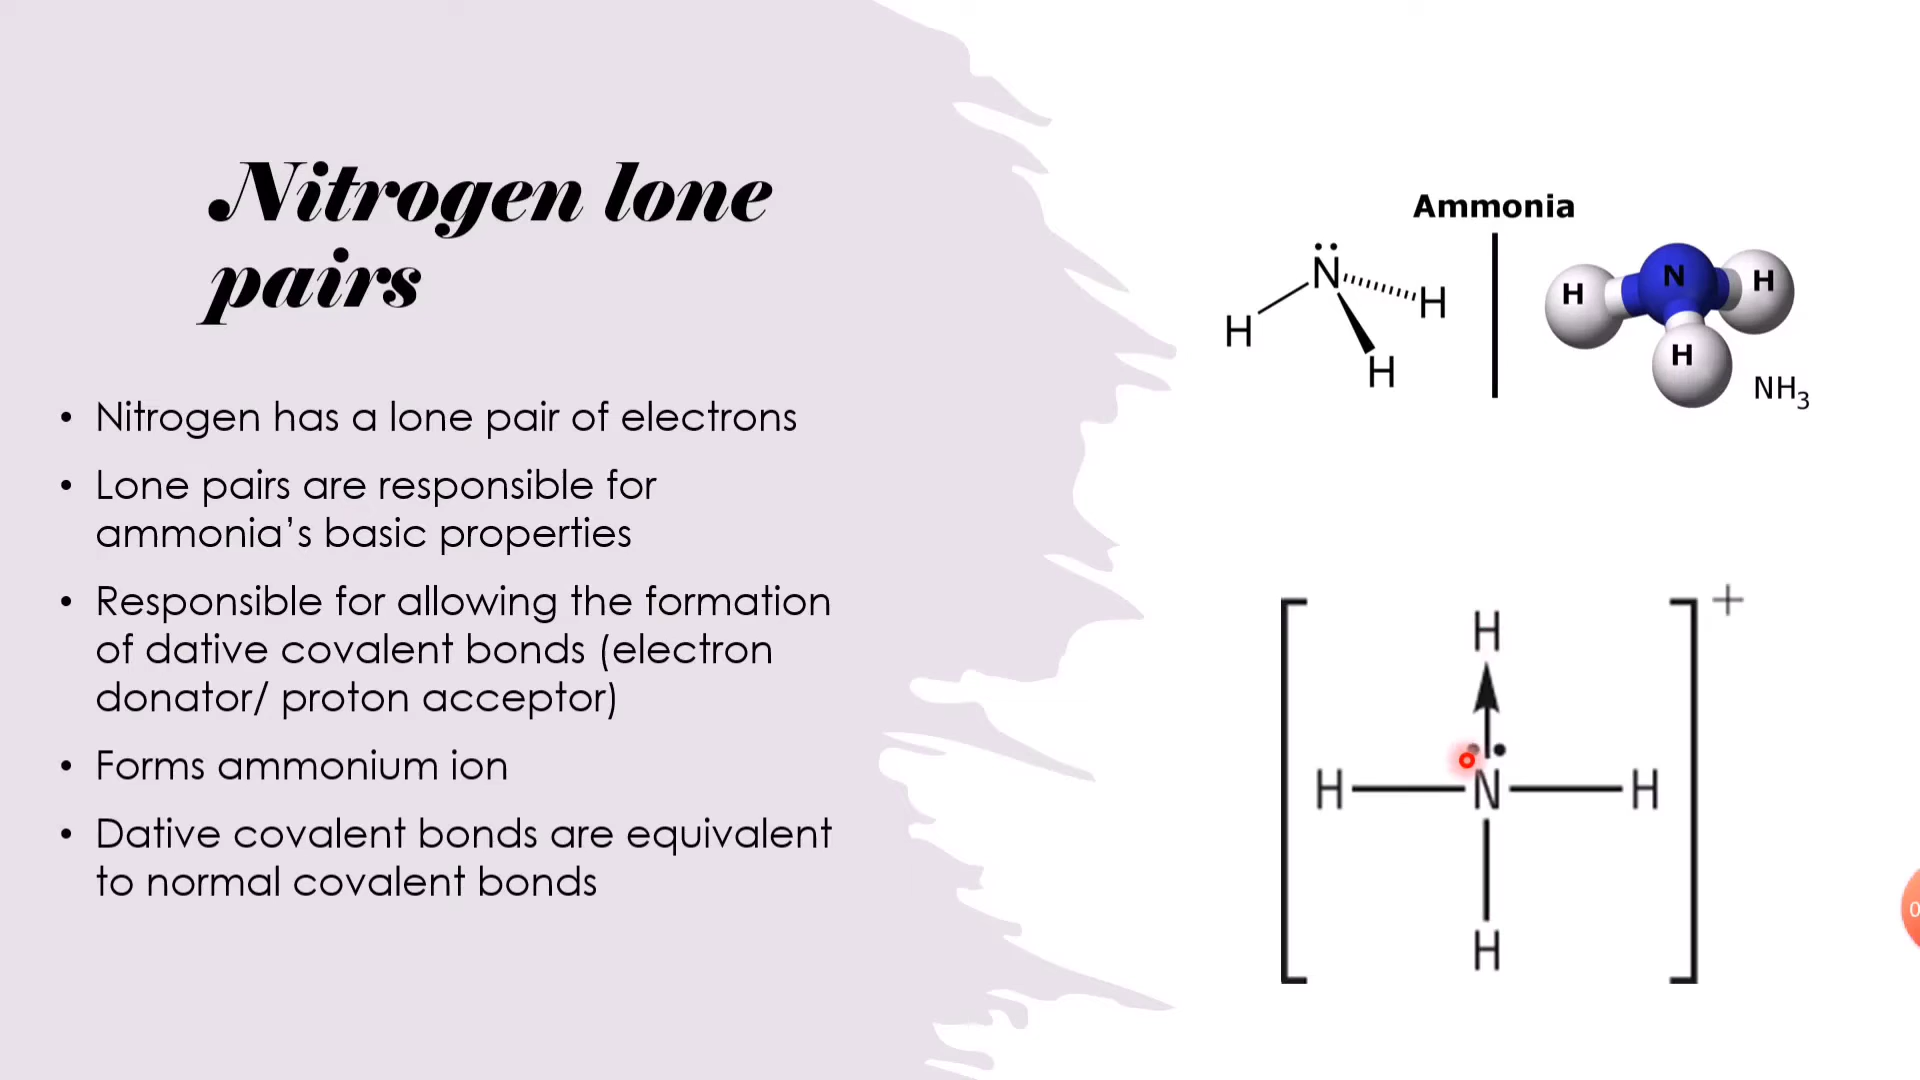 Nitrogen lone
pairs
• Nitrogen has a lone pair of electrons
• Lone pairs are responsible for
ammonia’s basic properties
• Responsible for allowing the formation
of dative covalent bonds (electron
donator/ proton acceptor)
• Forms ammonium ion
• Dative covalent bonds are equivalent
to normal covalent bonds
Ammonia
N
H
H
H
N
H
H
H
NH₃
+
H
H N H
H
0